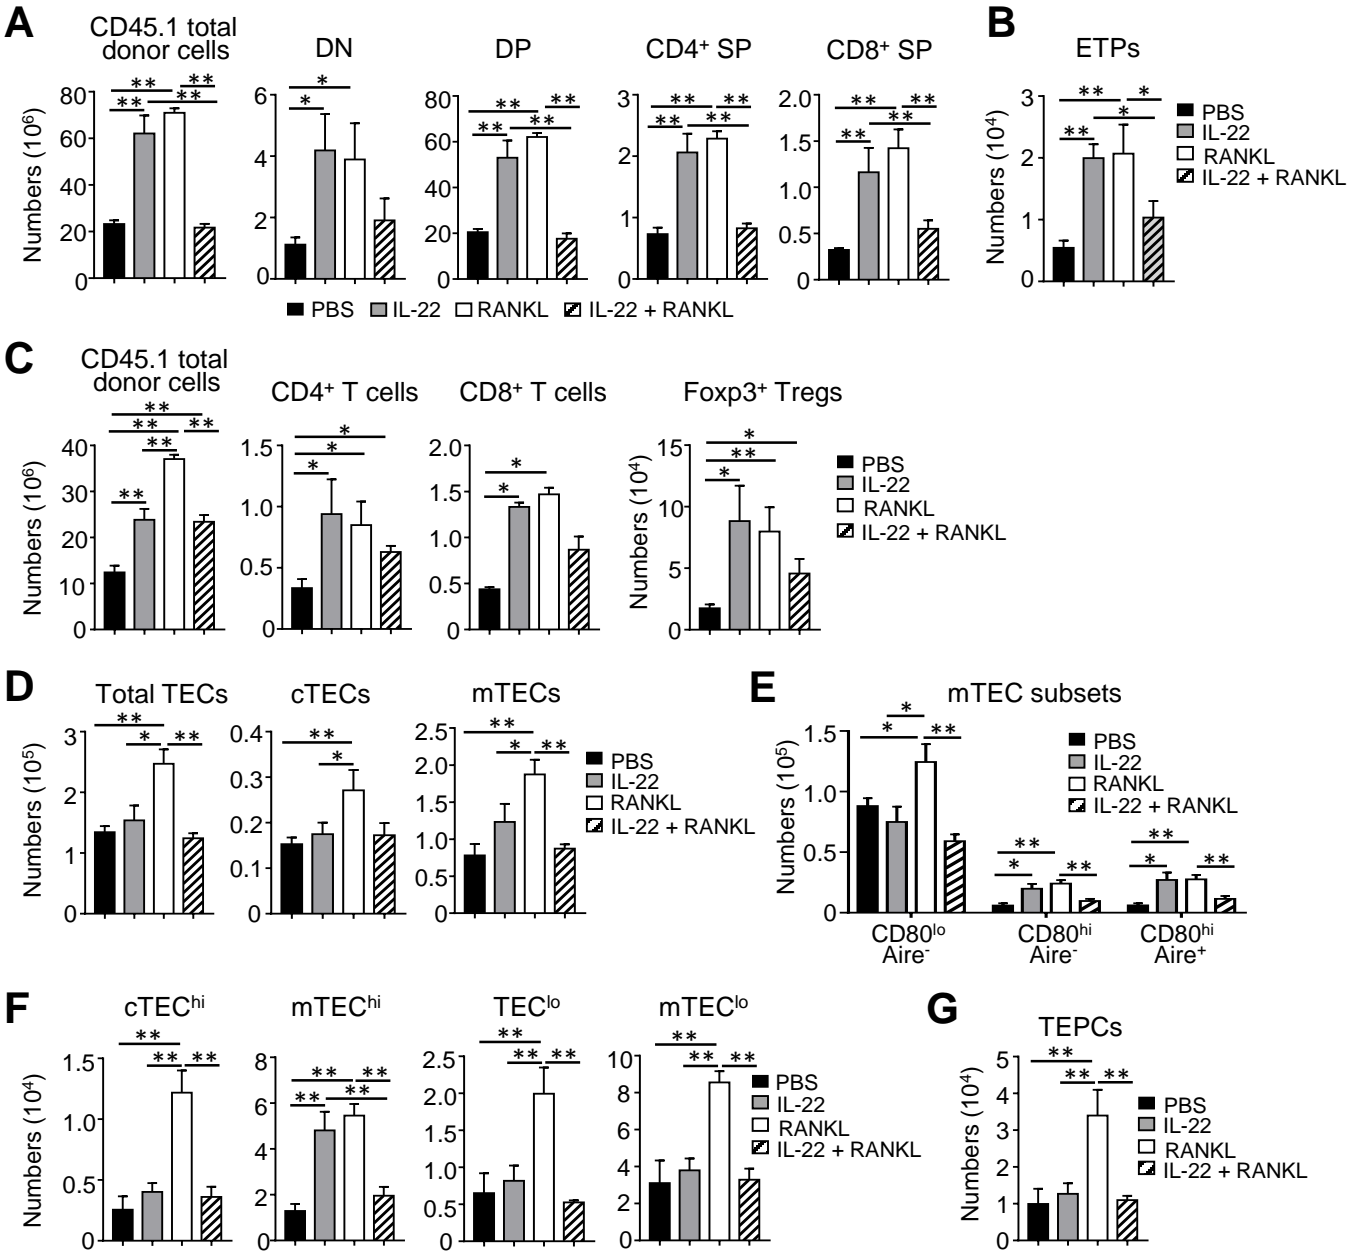 A
CD45.1 total
donor cells
DN
DP
CD4+ SP
CD8+ SP
Numbers (10⁶)
80
60
40
20
0
** **
** **
6
4
2
0
*
*
80
60
40
20
0
** **
** **
3
2
1
0
** **
** **
2.0
1.5
1.0
0.5
0
** **
** **
PBS IL-22 RANKL IL-22 + RANKL
B
ETPs
Numbers (10⁴)
3
2
1
0
** *
** *
PBS
IL-22
RANKL
IL-22 + RANKL
C
CD45.1 total
donor cells
CD4+ T cells
CD8+ T cells
Foxp3+ Tregs
Numbers (10⁶)
40
30
20
10
0
**
** **
**
**
1.5
1.0
0.5
0
*
*
*
2.0
1.5
1.0
0.5
0
*
*
Numbers (10⁴)
15
10
5
0
*
**
*
PBS
IL-22
RANKL
IL-22 + RANKL
D
Total TECs
cTECs
mTECs
Numbers (10⁵)
3
2
1
0
**
* **
0.4
0.3
0.2
0.1
0
**
*
2.5
2.0
1.5
1.0
0.5
0
**
* **
PBS
IL-22
RANKL
IL-22 + RANKL
E
mTEC subsets
Numbers (10⁵)
1.5
1.0
0.5
0
*
* **
**
* **
**
* **
PBS
IL-22
RANKL
IL-22 + RANKL
CD80lo
Aire-
CD80hi
Aire-
CD80hi
Aire+
F
cTEChi
mTEChi
TEClo
mTEClo
Numbers (10⁴)
1.5
1.0
0.5
0
**
** **
8
6
4
2
0
** **
** **
2.5
2.0
1.5
1.0
0.5
0
**
** **
10
8
6
4
2
0
**
** **
PBS
IL-22
RANKL
IL-22 + RANKL
G
TEPCs
Numbers (10⁴)
5
4
3
2
1
0
**
** **
PBS
IL-22
RANKL
IL-22 + RANKL